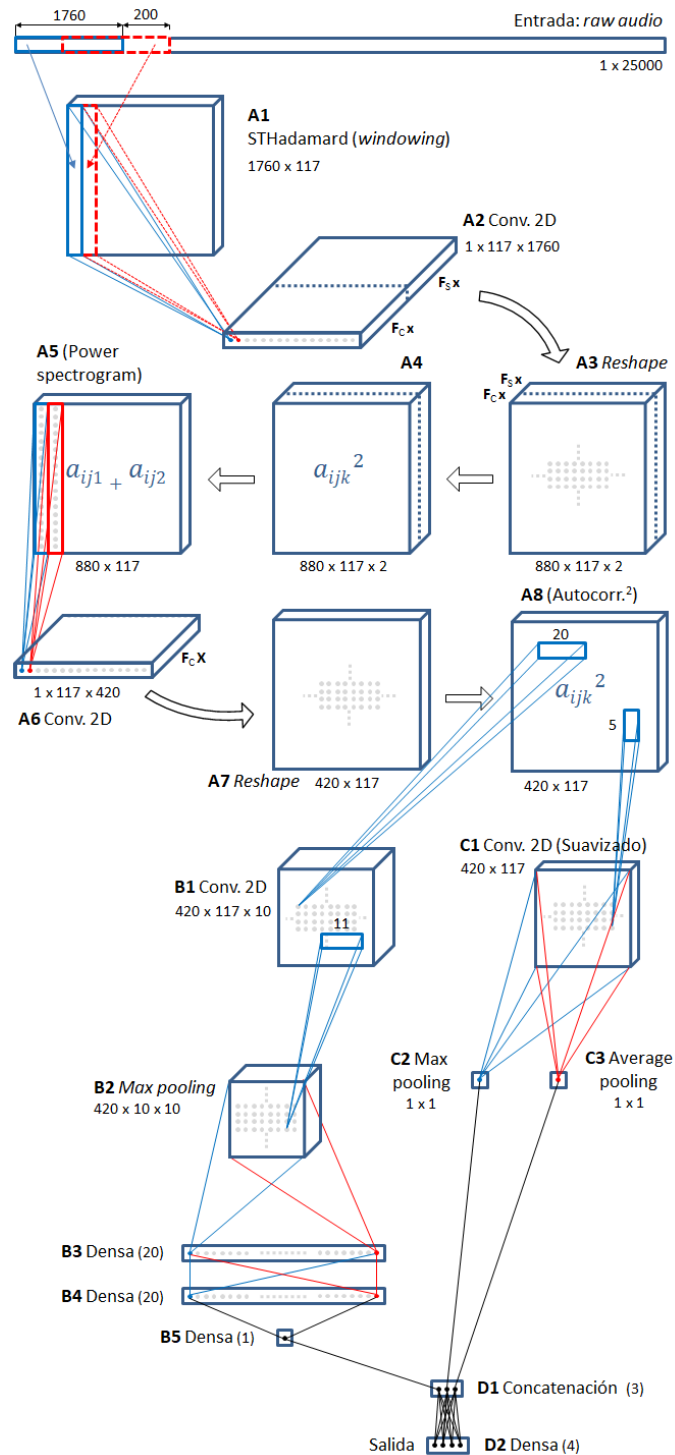 1760
200
Entrada: raw audio
1 x 25000
A1
STHadamard (windowing)
1760 x 117
A2 Conv. 2D
1 x 117 x 1760
Fs x
Fc x
A5 (Power
spectrogram)
A4
A3 Reshape
Fs x
Fc x
aij1 + aij2
aijk²
880 x 117
880 x 117 x 2
880 x 117 x 2
A8 (Autocorr.²)
20
aijk²
5
Fc X
1 x 117 x 420
A6 Conv. 2D
A7 Reshape
420 x 117
420 x 117
C1 Conv. 2D (Suavizado)
420 x 117
B1 Conv. 2D
420 x 117 x 10
11
C2 Max
pooling
1 x 1
C3 Average
pooling
1 x 1
B2 Max pooling
420 x 10 x 10
B3 Densa (20)
B4 Densa (20)
B5 Densa (1)
D1 Concatenación (3)
Salida
D2 Densa (4)